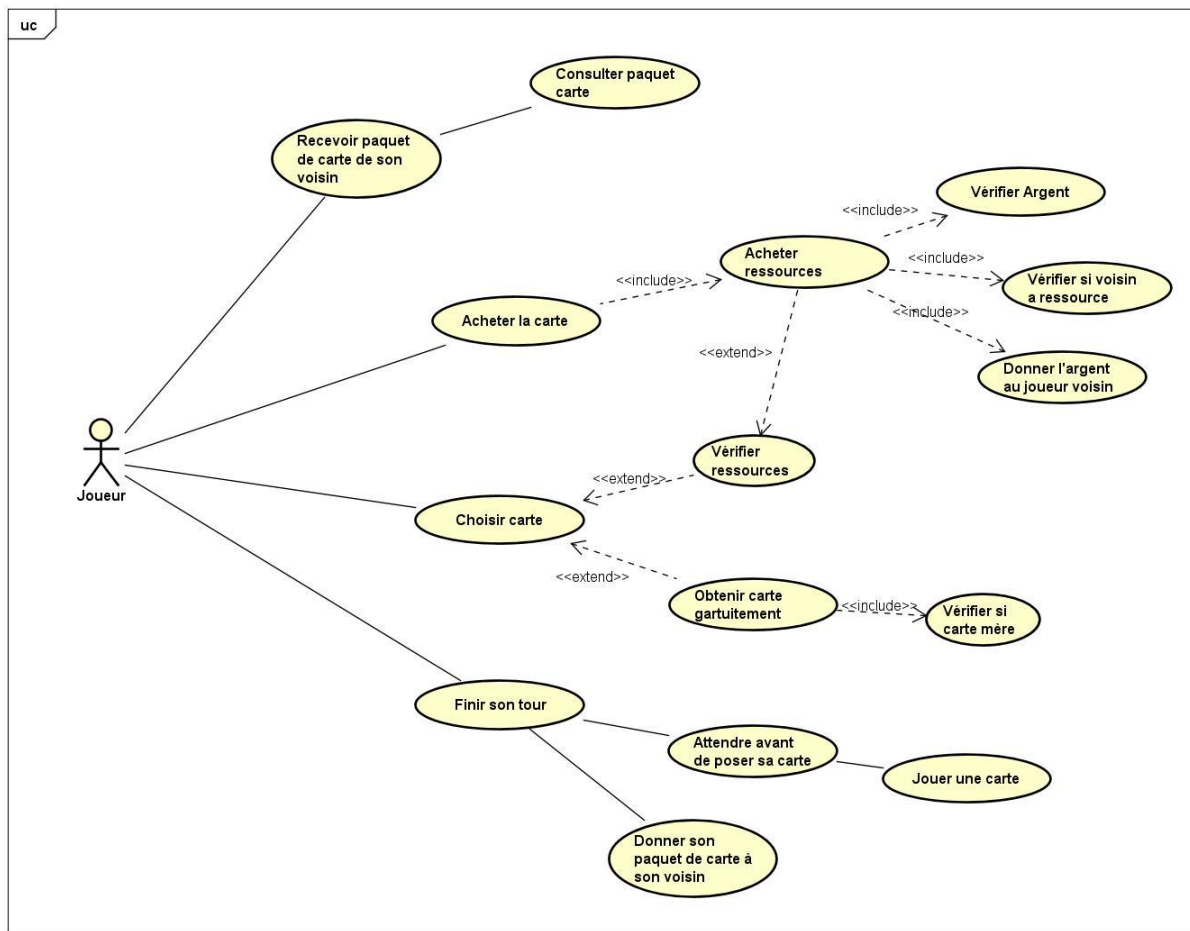 uc
Consulter paquet
carte
Recevoir paquet
de carte de son
voisin
Vérifier Argent
<<include>>
Acheter
ressources
<<include>>
Vérifier si voisin
a ressource
<<include>>
Acheter la carte
<<include>>
Donner l'argent
au joueur voisin
<<extend>>
Vérifier
ressources
<<extend>>
Joueur
Choisir carte
<<extend>>
Obtenir carte
gartuitement
<<include>>
Vérifier si
carte mère
Finir son tour
Attendre avant
de poser sa carte
Jouer une carte
Donner son
paquet de carte à
son voisin